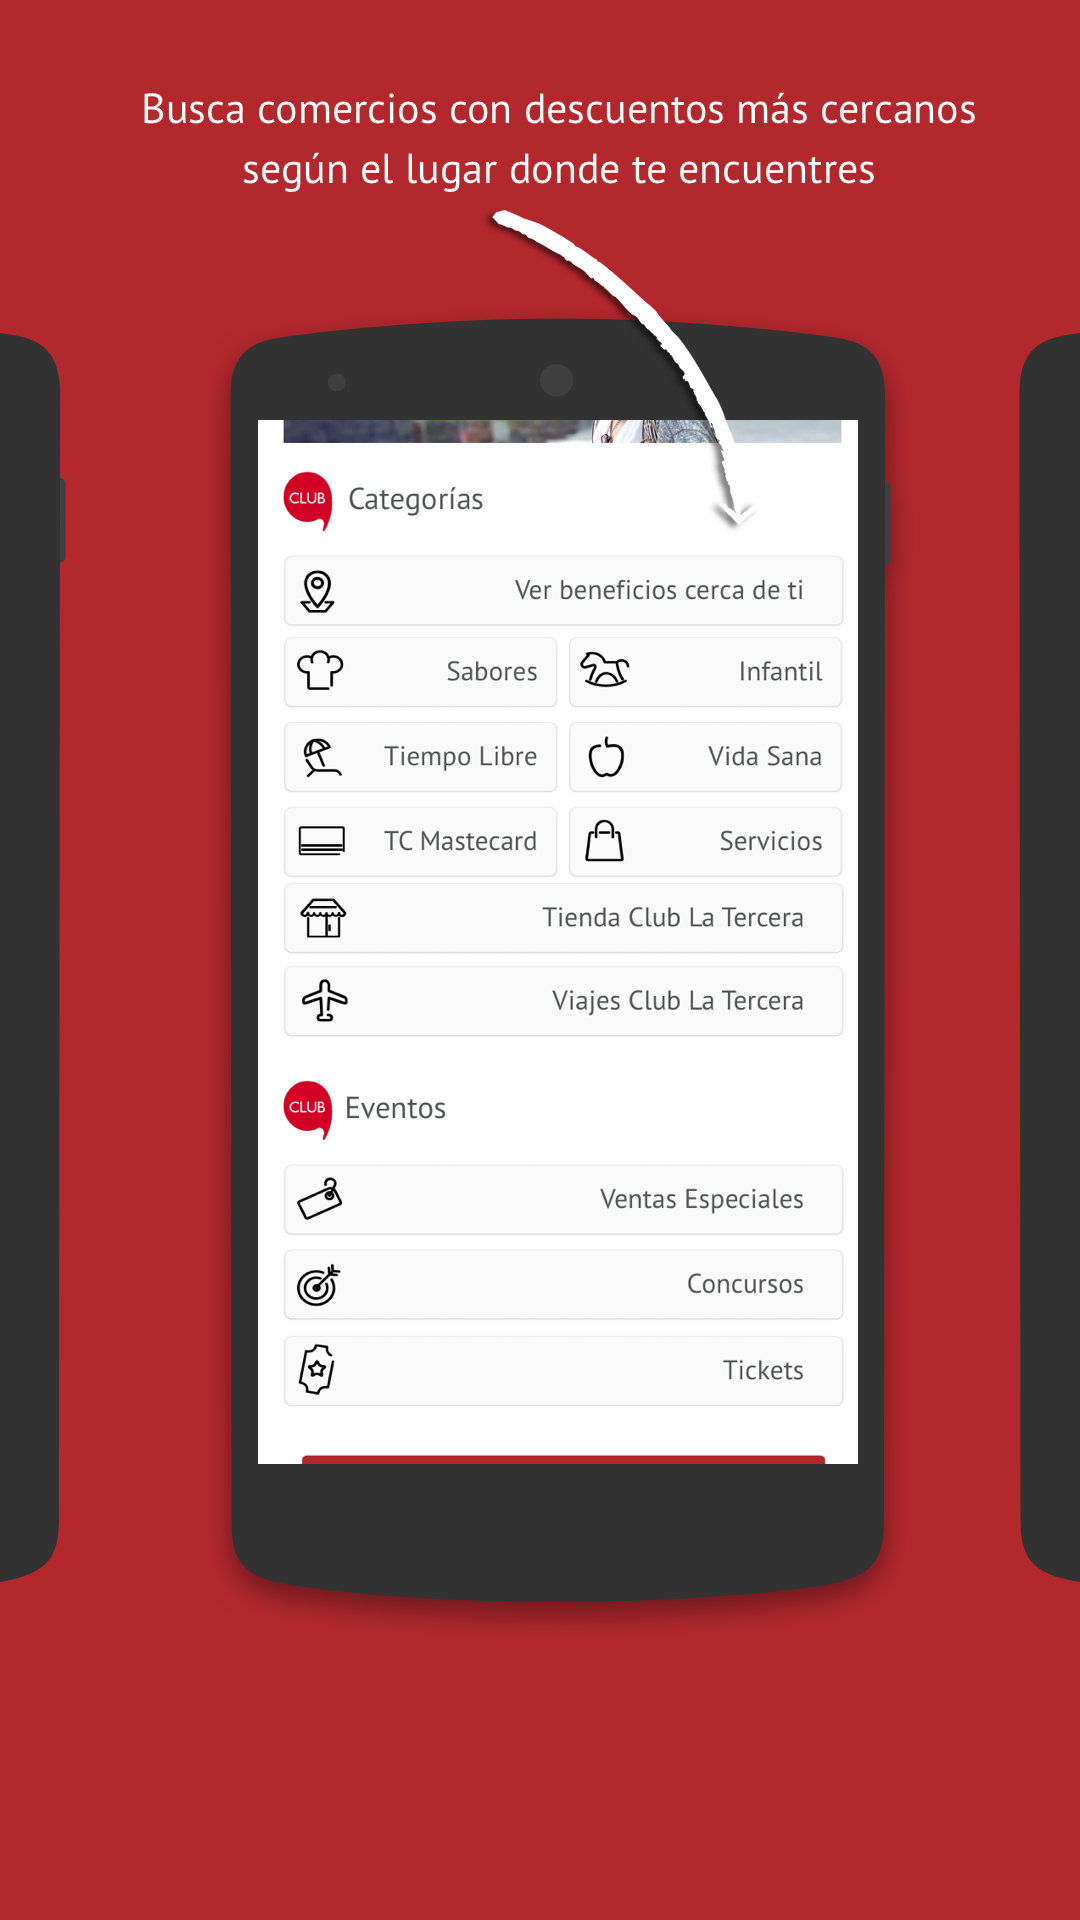 Busca comercios con descuentos más cercanos
según el lugar donde te encuentres
CLUB Categorías
Ver beneficios cerca de ti
Sabores
Infantil
Tiempo Libre
Vida Sana
TC Mastecard
Servicios
Tienda Club La Tercera
Viajes Club La Tercera
CLUB Eventos
Ventas Especiales
Concursos
Tickets